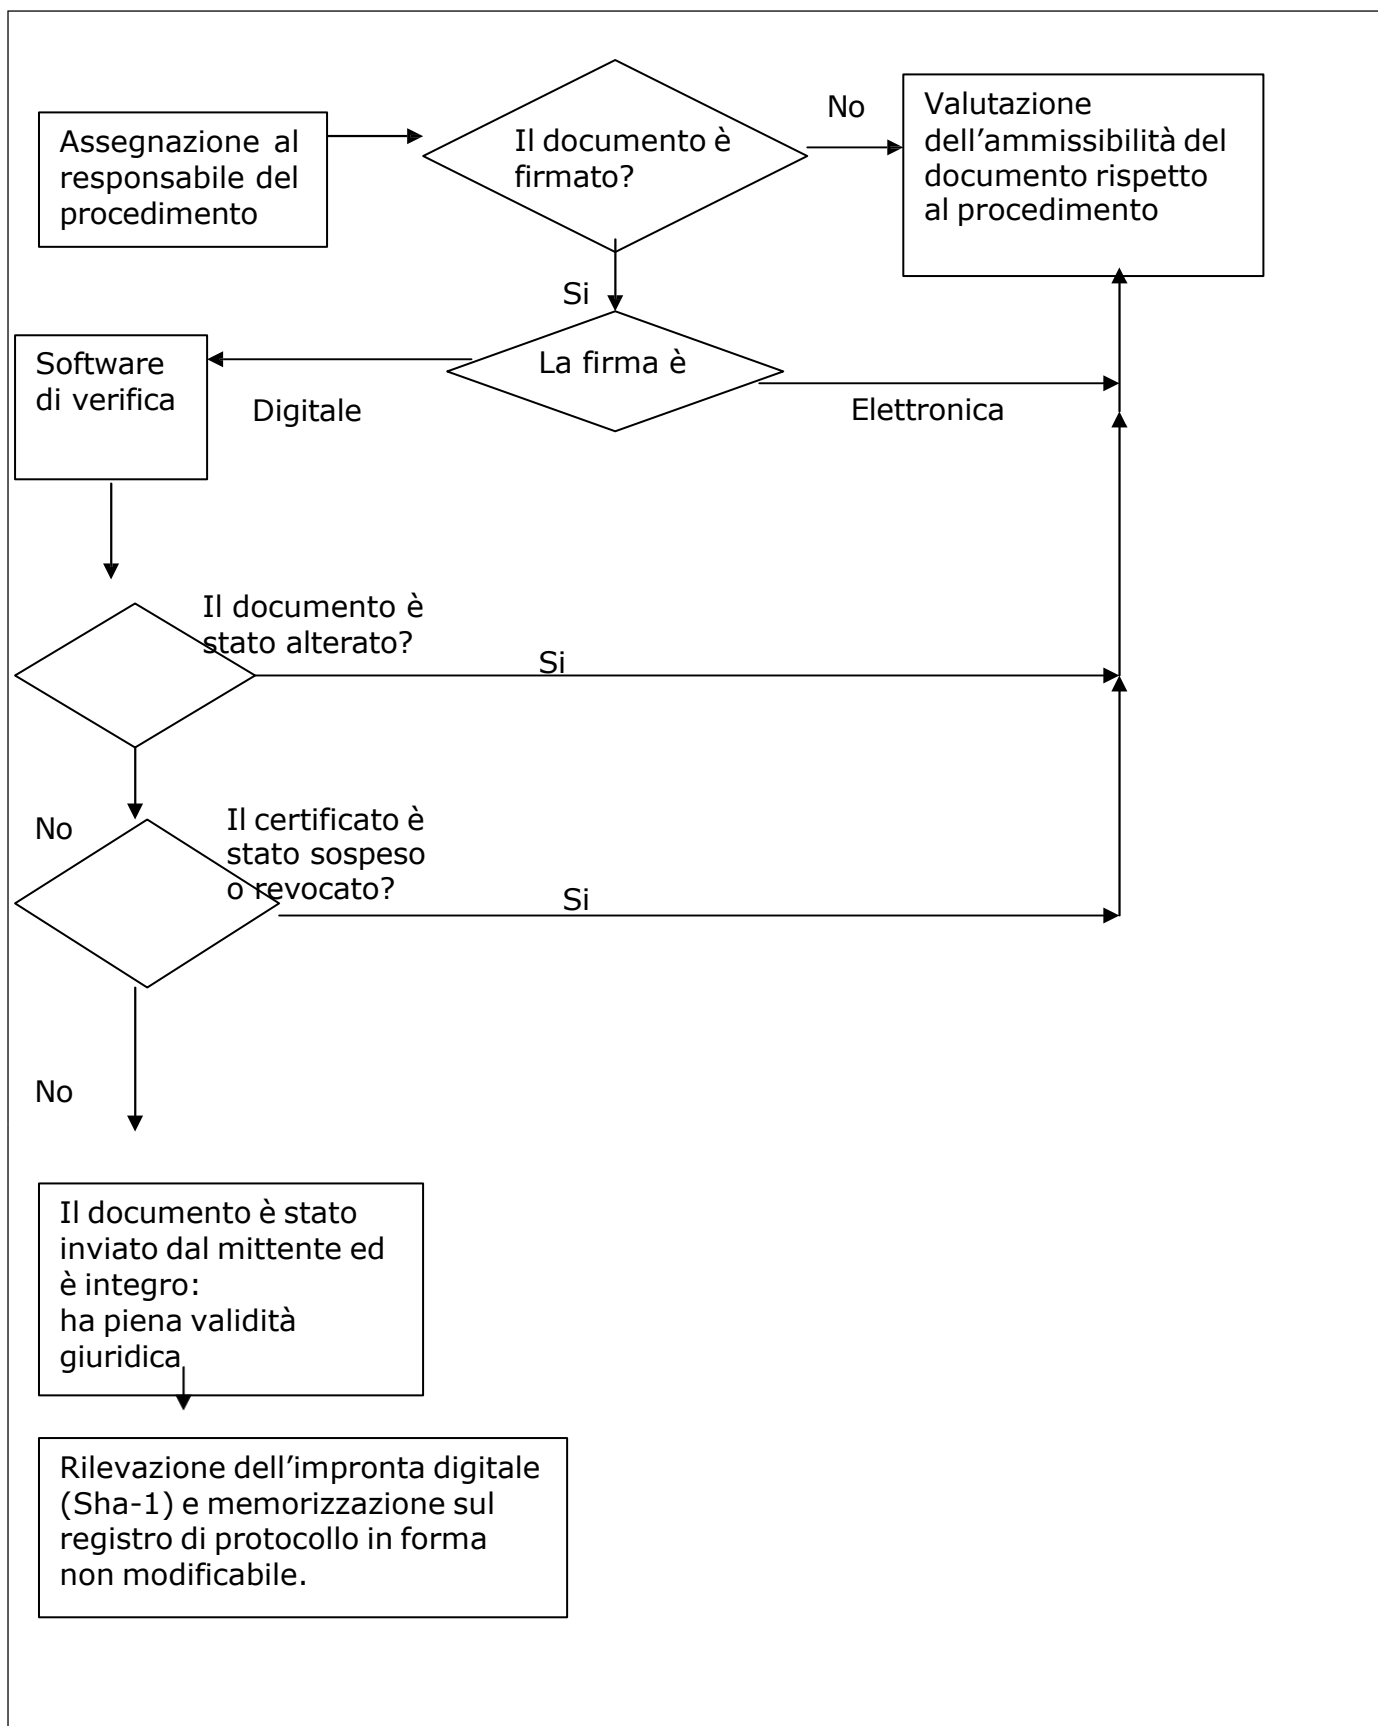 Assegnazione al
responsabile del
procedimento
Il documento è
firmato?
No
Valutazione
dell’ammissibilità del
documento rispetto
al procedimento
Si
Software
di verifica
La firma è
Digitale
Elettronica
Il documento è
stato alterato?
Si
No
Il certificato è
stato sospeso
o revocato?
Si
No
Il documento è stato
inviato dal mittente ed
è integro:
ha piena validità
giuridica
Rilevazione dell’impronta digitale
(Sha-1) e memorizzazione sul
registro di protocollo in forma
non modificabile.